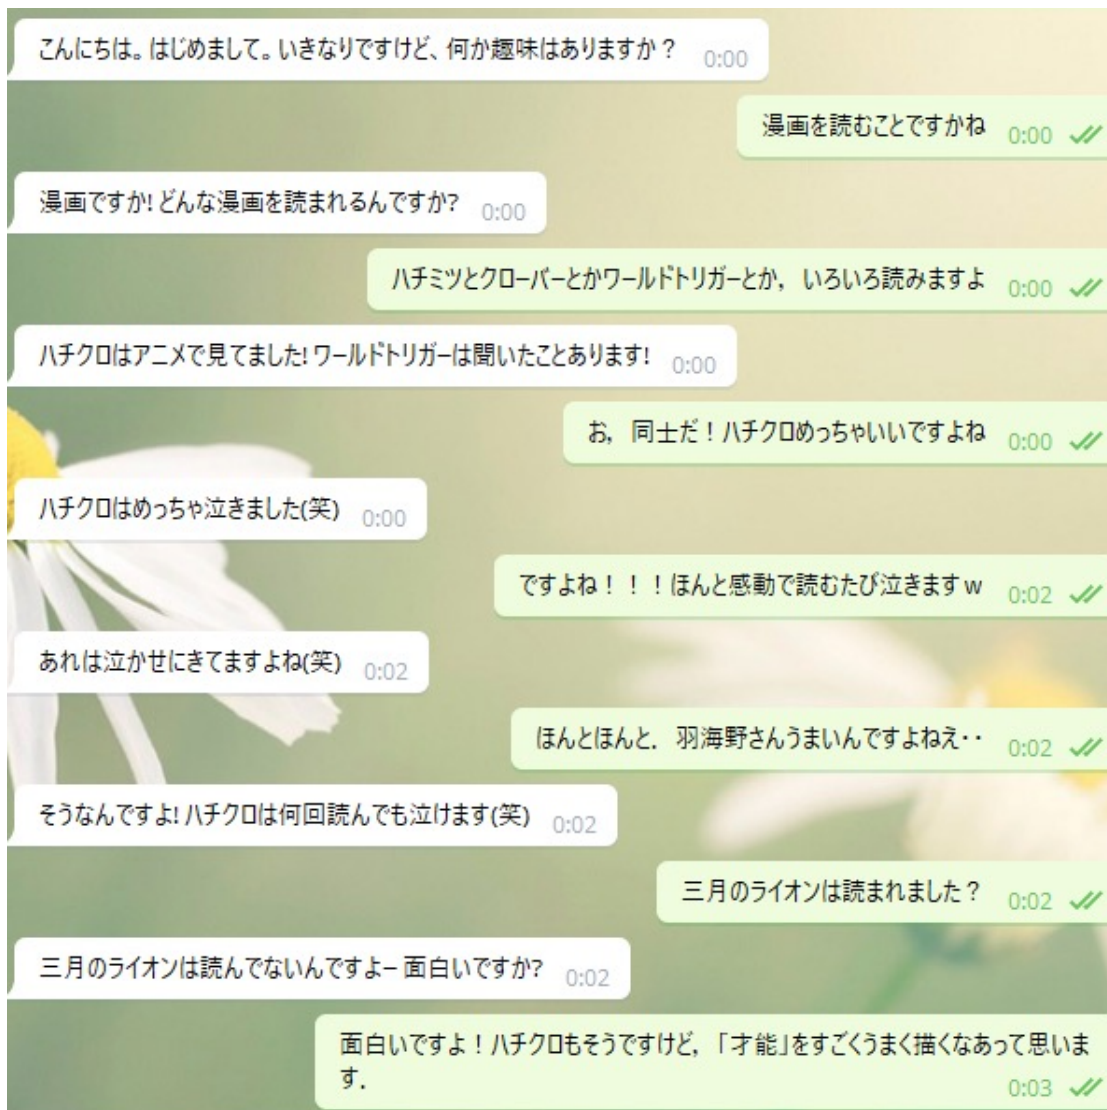 こんにちは。はじめまして。いきなりですけど、何か趣味はありますか？ 0:00
漫画を読むことですかね 0:00
漫画ですか!どんな漫画を読まれるんですか? 0:00
ハチミツとクローバーとかワールドトリガーとか，いろいろ読みますよ 0:00
ハチクロはアニメで見てました!ワールドトリガーは聞いたことあります! 0:00
お，同士だ！ハチクロめっちゃいいですよね 0:00
ハチクロはめっちゃ泣きました(笑) 0:00
ですよね！！！ほんと感動で読むたび泣きますｗ 0:02
あれは泣かせにきてますよね(笑) 0:02
ほんとほんと．羽海野さんうまいんですよねえ・・ 0:02
そうなんですよ!ハチクロは何回読んでも泣けます(笑) 0:02
三月のライオンは読まれました？ 0:02
三月のライオンは読んでないんですよー 面白いですか? 0:02
面白いですよ！ハチクロもそうですけど，「才能」をすごくうまく描くなあって思いま
す． 0:03